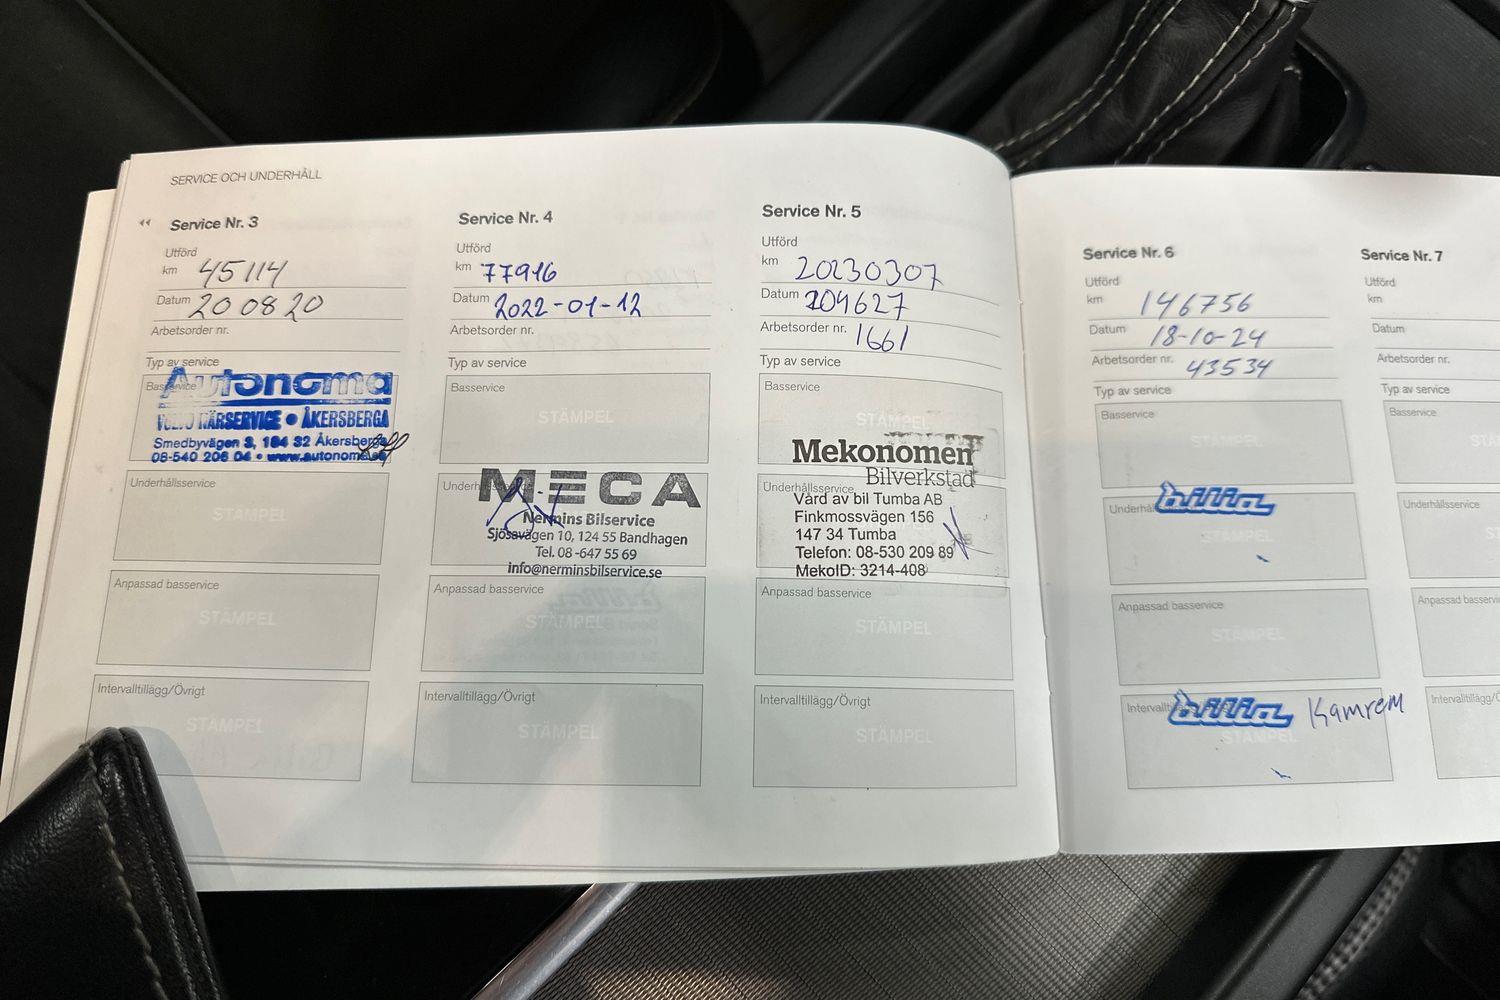 SERVICE OCH UNDERHÅLL
Service Nr. 3
Utförd
km 45114
Datum 200820
Arbetsorder nr.
Typ av service
Basservice
Autonoma
VOLVO NÄRSERVICE • ÅKERSBERGA
Smedbyvägen 3, 184 32 Åkersberga
08-540 206 04 • www.autonoma.se
Underhållsservice
STÄMPEL
Anpassad basservice
STÄMPEL
Intervalltillägg/Övrigt
STÄMPEL
Service Nr. 4
Utförd
km 77916
Datum 2022-01-12
Arbetsorder nr.
Typ av service
Basservice
STÄMPEL
MECA
Nermins Bilservice
Sjösavägen 10, 124 55 Bandhagen
Tel. 08-647 55 69
info@nerminsbilservice.se
Anpassad basservice
STÄMPEL
Intervalltillägg/Övrigt
STÄMPEL
Service Nr. 5
Utförd
km 20230307
Datum 104627
Arbetsorder nr. 1661
Typ av service
Basservice
STÄMPEL
Mekonomen
Bilverkstad
Underhållsservice
Vård av bil Tumba AB
Finkmossvägen 156
147 34 Tumba
Telefon: 08-530 209 89
MekoID: 3214-408
Anpassad basservice
STÄMPEL
Intervalltillägg/Övrigt
STÄMPEL
Service Nr. 6
Utförd
km 146756
Datum 18-10-24
Arbetsorder nr. 43534
Typ av service
Basservice
STÄMPEL
bilia
STÄMPEL
Anpassad basservice
STÄMPEL
bilia Kamrem
STÄMPEL
Service Nr. 7
Utförd
km
Datum
Arbetsorder nr.
Typ av service
Basservice
Underhållsservice
Anpassad basservi
Intervalltillägg/Ö